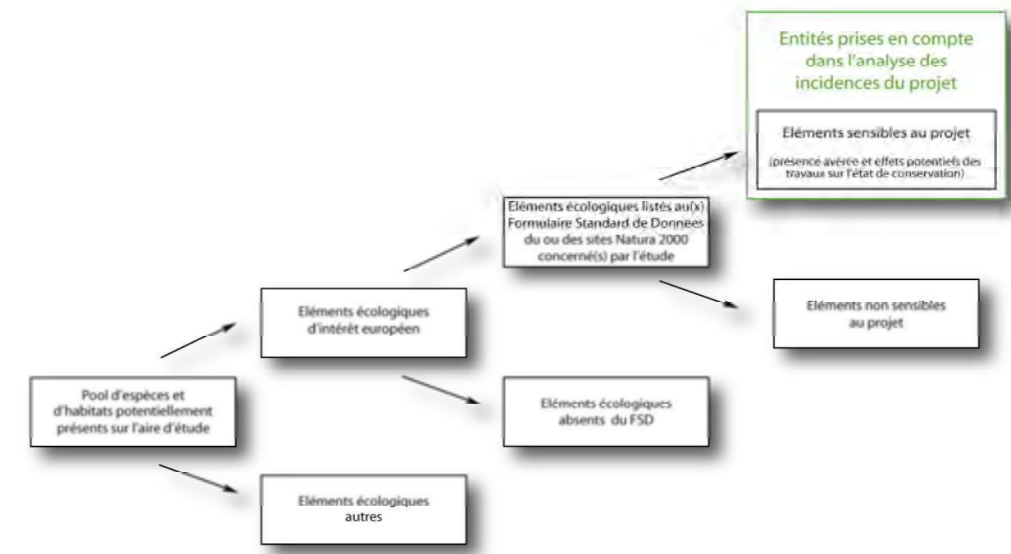 Entités prises en compte
dans l'analyse des
incidences du projet
Eléments sensibles au projet
(présence avérée et effets potentiels des
travaux sur l'état de conservation)
Eléments écologiques listés au(x)
Formulaire Standard de Données
du ou des sites Natura 2000
concerné(s) par l'étude
Eléments écologiques
d'intérêt européen
Eléments non sensibles
au projet
Pool d'espèces et
d'habitats potentiellement
présents sur l'aire d'étude
Eléments écologiques
absents du FSD
Eléments écologiques
autres